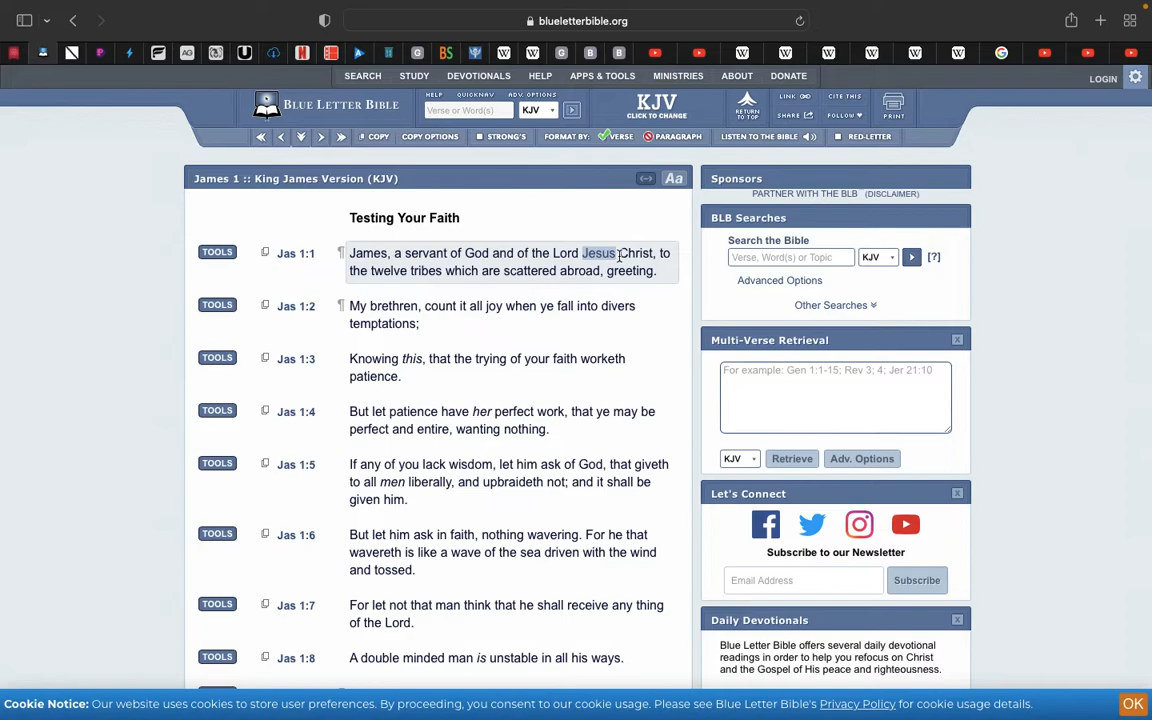 blueletterbible.org
SEARCH STUDY DEVOTIONALS HELP APPS & TOOLS MINISTRIES ABOUT DONATE
LOGIN
BLUE LETTER BIBLE
HELP QUICKNAV ADV. OPTIONS
Verse or Word(s) KJV
KJV
CLICK TO CHANGE
RETURN
TO TOP
LINK
CITE THIS
SHARE
FOLLOW
PRINT
COPY COPY OPTIONS STRONG'S FORMAT BY: VERSE PARAGRAPH LISTEN TO THE BIBLE RED-LETTER
James 1 :: King James Version (KJV)
Aa
Testing Your Faith
TOOLS Jas 1:1 ¶ James, a servant of God and of the Lord Jesus Christ, to
the twelve tribes which are scattered abroad, greeting.
TOOLS Jas 1:2 ¶ My brethren, count it all joy when ye fall into divers
temptations;
TOOLS Jas 1:3 Knowing this, that the trying of your faith worketh
patience.
TOOLS Jas 1:4 But let patience have her perfect work, that ye may be
perfect and entire, wanting nothing.
TOOLS Jas 1:5 If any of you lack wisdom, let him ask of God, that giveth
to all men liberally, and upbraideth not; and it shall be
given him.
TOOLS Jas 1:6 But let him ask in faith, nothing wavering. For he that
wavereth is like a wave of the sea driven with the wind
and tossed.
TOOLS Jas 1:7 For let not that man think that he shall receive any thing
of the Lord.
TOOLS Jas 1:8 A double minded man is unstable in all his ways.
Sponsors
PARTNER WITH THE BLB (DISCLAIMER)
BLB Searches
Search the Bible
Verse, Word(s) or Topic KJV [?]
Advanced Options
Other Searches
Multi-Verse Retrieval
For example: Gen 1:1-15; Rev 3; 4; Jer 21:10
KJV Retrieve Adv. Options
Let's Connect
Subscribe to our Newsletter
Email Address Subscribe
Daily Devotionals
Blue Letter Bible offers several daily devotional
readings in order to help you refocus on Christ
and the Gospel of His peace and righteousness.
Cookie Notice: Our website uses cookies to store user preferences. By proceeding, you consent to our cookie usage. Please see Blue Letter Bible's Privacy Policy for cookie usage details. OK